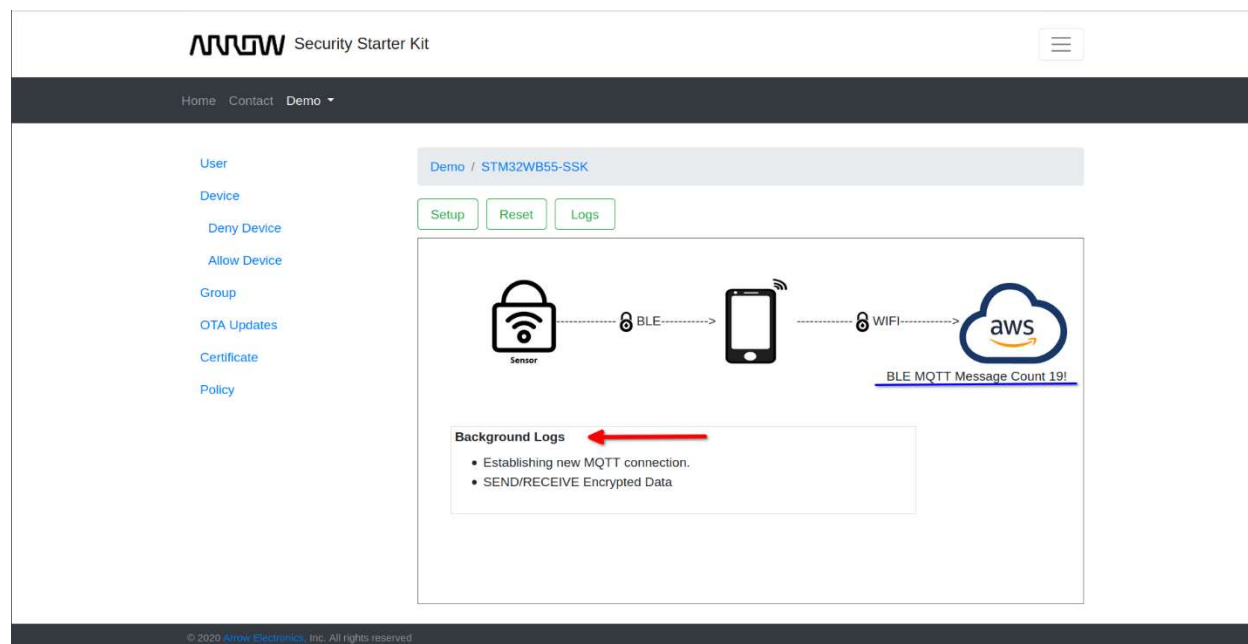 ARROW Security Starter Kit
Home Contact Demo
User
Device
Deny Device
Allow Device
Group
OTA Updates
Certificate
Policy
Demo / STM32WB55-SSK
Setup Reset Logs
Sensor
BLE
WIFI
aws
BLE MQTT Message Count 19!
Background Logs
• Establishing new MQTT connection.
• SEND/RECEIVE Encrypted Data
© 2020 Arrow Electronics, Inc. All rights reserved